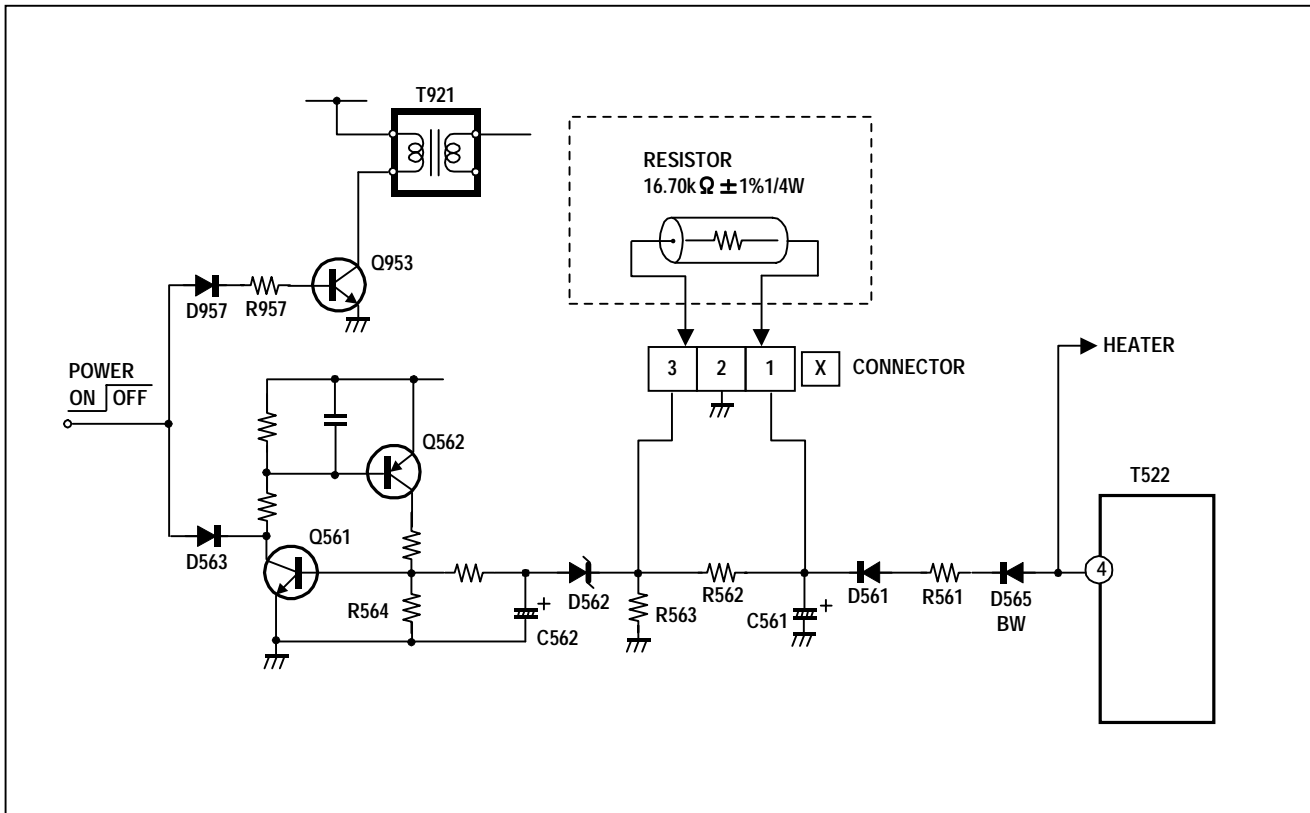 T921
RESISTOR
16.70k Ω ±1%1/4W
Q953
D957
R957
3 2 1 X CONNECTOR
HEATER
POWER
ON OFF
Q562
T522
D563
Q561
R564
C562
D562
R563
R562
C561
D561
R561
D565
BW
4
+
+